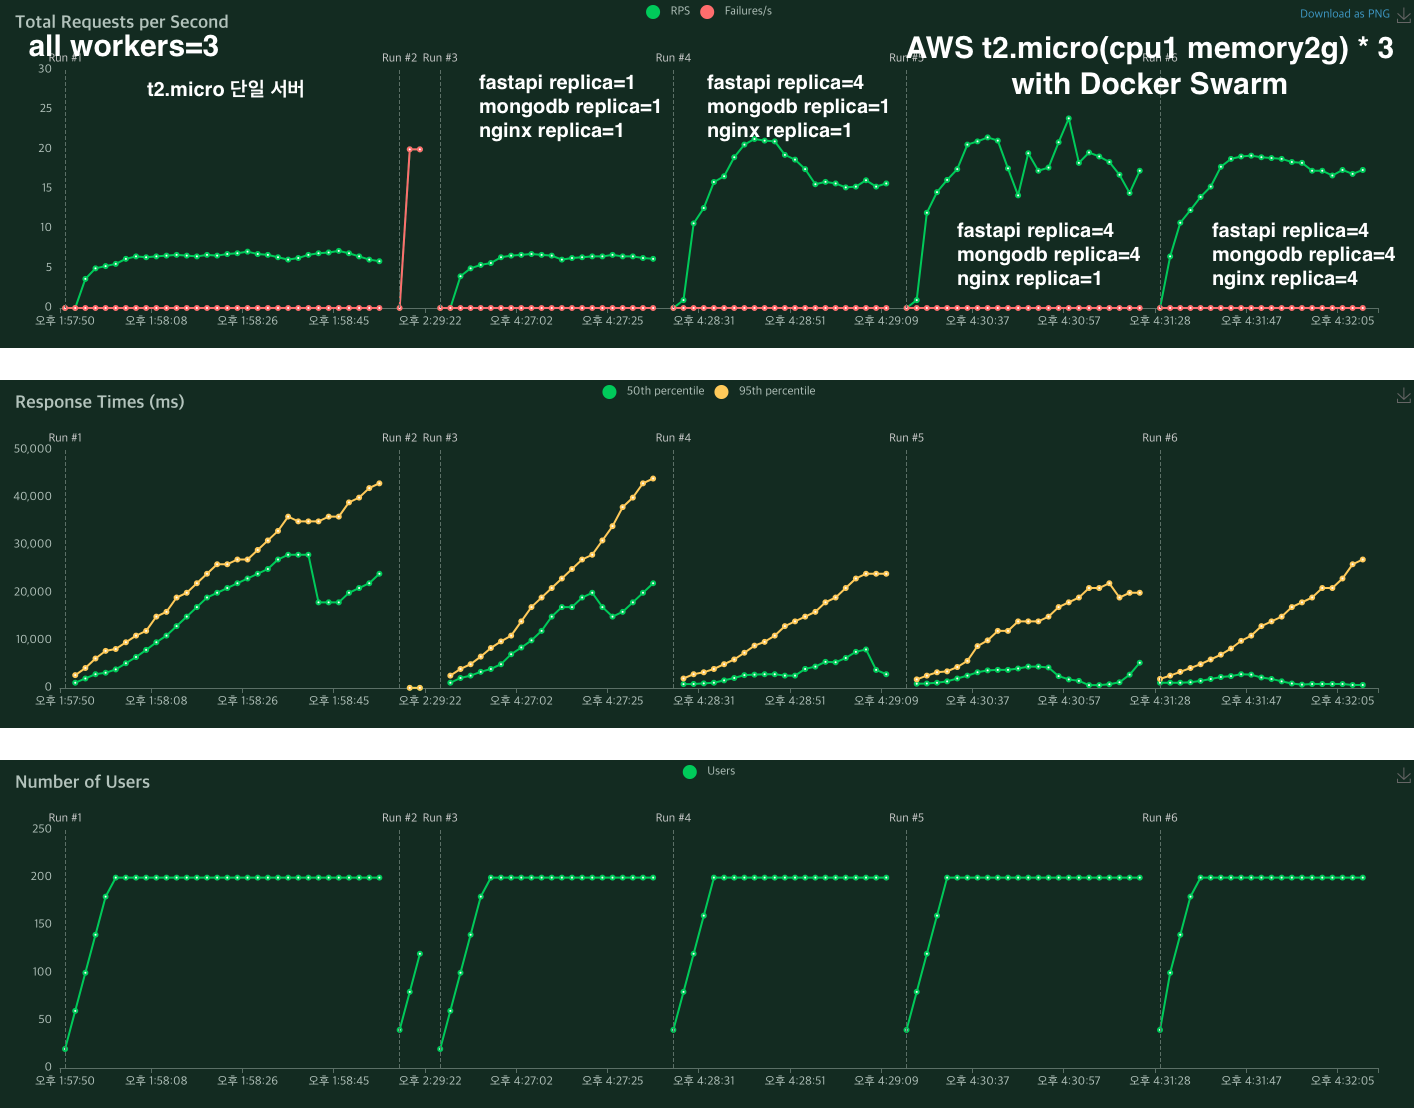 RPS
Failures/s
Download as PNG
Total Requests per Second
all workers=3
AWS t2.micro(cpu1 memory2g) * 3
with Docker Swarm
Run #1
Run #2
Run #3
Run #4
Run #5
Run #6
t2.micro 단일 서버
fastapi replica=1
mongodb replica=1
nginx replica=1
fastapi replica=4
mongodb replica=1
nginx replica=1
fastapi replica=4
mongodb replica=4
nginx replica=1
fastapi replica=4
mongodb replica=4
nginx replica=4
30
25
20
15
10
5
0
오후 1:57:50
오후 1:58:08
오후 1:58:26
오후 1:58:45
오후 2:29:22
오후 4:27:02
오후 4:27:25
오후 4:28:31
오후 4:28:51
오후 4:29:09
오후 4:30:37
오후 4:30:57
오후 4:31:28
오후 4:31:47
오후 4:32:05
50th percentile
95th percentile
Response Times (ms)
Run #1
Run #2
Run #3
Run #4
Run #5
Run #6
50,000
40,000
30,000
20,000
10,000
0
오후 1:57:50
오후 1:58:08
오후 1:58:26
오후 1:58:45
오후 2:29:22
오후 4:27:02
오후 4:27:25
오후 4:28:31
오후 4:28:51
오후 4:29:09
오후 4:30:37
오후 4:30:57
오후 4:31:28
오후 4:31:47
오후 4:32:05
Users
Number of Users
Run #1
Run #2
Run #3
Run #4
Run #5
Run #6
250
200
150
100
50
0
오후 1:57:50
오후 1:58:08
오후 1:58:26
오후 1:58:45
오후 2:29:22
오후 4:27:02
오후 4:27:25
오후 4:28:31
오후 4:28:51
오후 4:29:09
오후 4:30:37
오후 4:30:57
오후 4:31:28
오후 4:31:47
오후 4:32:05